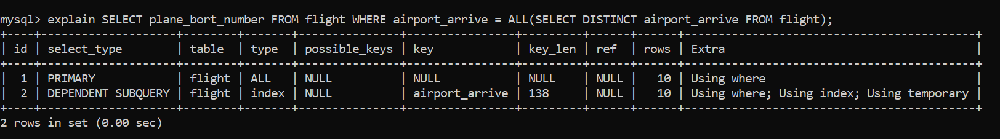 mysql> explain SELECT plane_bort_number FROM flight WHERE airport_arrive = ALL(SELECT DISTINCT airport_arrive FROM flight);
+----+--------------------+--------+-------+---------------+----------------+---------+------+------+-------------------------------------------+
| id | select_type        | table  | type  | possible_keys | key            | key_len | ref  | rows | Extra                                     |
+----+--------------------+--------+-------+---------------+----------------+---------+------+------+-------------------------------------------+
|  1 | PRIMARY            | flight | ALL   | NULL          | NULL           | NULL    | NULL |   10 | Using where                               |
|  2 | DEPENDENT SUBQUERY | flight | index | NULL          | airport_arrive | 138     | NULL |   10 | Using where; Using index; Using temporary |
+----+--------------------+--------+-------+---------------+----------------+---------+------+------+-------------------------------------------+
2 rows in set (0.00 sec)